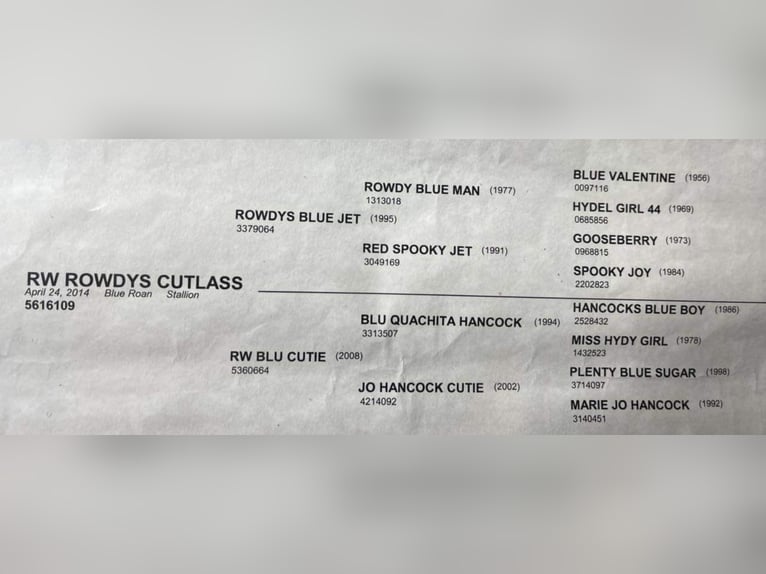 BLUE VALENTINE (1956)
0097116
ROWDY BLUE MAN (1977)
1313018
HYDEL GIRL 44 (1969)
0685856
ROWDYS BLUE JET (1995)
3379064
GOOSEBERRY (1973)
0968815
RED SPOOKY JET (1991)
3049169
SPOOKY JOY (1984)
2202823
RW ROWDYS CUTLASS
April 24, 2014 Blue Roan Stallion
5616109
HANCOCKS BLUE BOY (1986)
2528432
BLU QUACHITA HANCOCK (1994)
3313507
MISS HYDY GIRL (1978)
1432523
RW BLU CUTIE (2008)
5360664
PLENTY BLUE SUGAR (1998)
3714097
JO HANCOCK CUTIE (2002)
4214092
MARIE JO HANCOCK (1992)
3140451